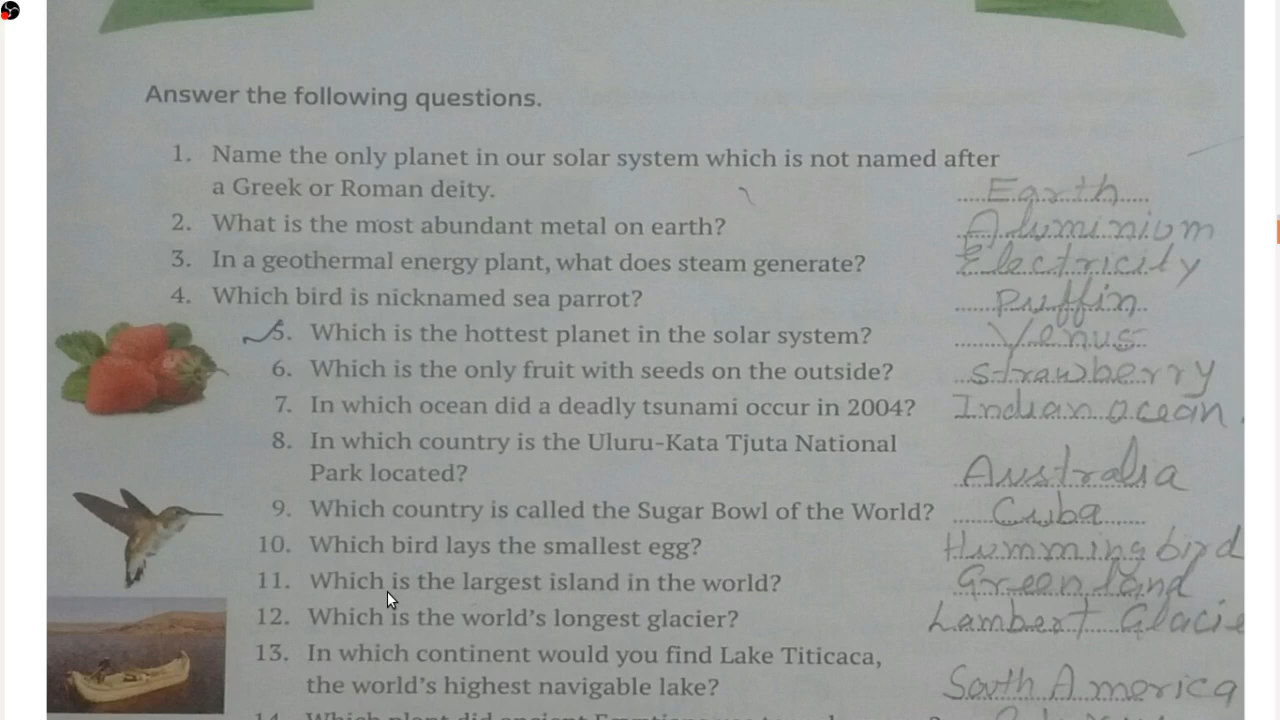 Answer the following questions.
1. Name the only planet in our solar system which is not named after
a Greek or Roman deity. Earth
2. What is the most abundant metal on earth? Aluminium
3. In a geothermal energy plant, what does steam generate? Electricity
4. Which bird is nicknamed sea parrot? Puffin
5. Which is the hottest planet in the solar system? Venus
6. Which is the only fruit with seeds on the outside? Strawberry
7. In which ocean did a deadly tsunami occur in 2004? Indian ocean.
8. In which country is the Uluru-Kata Tjuta National
Park located? Australia
9. Which country is called the Sugar Bowl of the World? Cuba
10. Which bird lays the smallest egg? Humming bird
11. Which is the largest island in the world? Greenland
12. Which is the world's longest glacier? Lambert Glacie
13. In which continent would you find Lake Titicaca,
the world's highest navigable lake? South America
14. Which plant did ancient